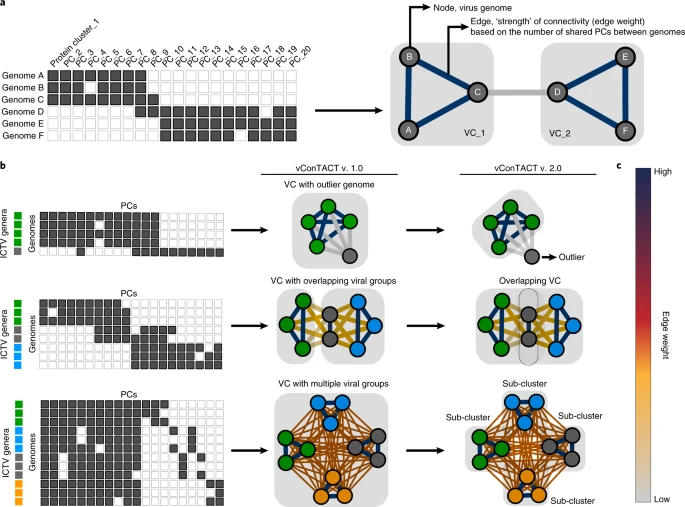 a
Protein cluster_1
PC_2
PC_3
PC_4
PC_5
PC_6
PC_7
PC_8
PC_9
PC_10
PC_11
PC_12
PC_13
PC_14
PC_15
PC_16
PC_17
PC_18
PC_19
PC_20
Genome A
Genome B
Genome C
Genome D
Genome E
Genome F
Node, virus genome
Edge, ‘strength’ of connectivity (edge weight)
based on the number of shared PCs between genomes
B
C
A
VC_1
E
D
F
VC_2
b
vConTACT v. 1.0
vConTACT v. 2.0
PCs
ICTV genera
Genomes
VC with outlier genome
Outlier
PCs
ICTV genera
Genomes
VC with overlapping viral groups
Overlapping VC
PCs
ICTV genera
Genomes
VC with multiple viral groups
Sub-cluster
Sub-cluster
Sub-cluster
Sub-cluster
c
High
Edge weight
Low